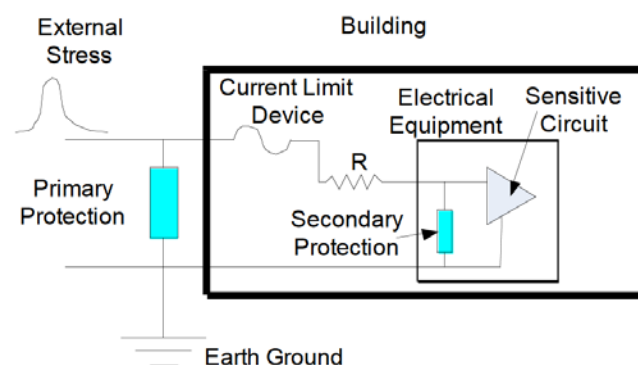 External
Stress
Building
Current Limit
Device
Electrical
Equipment
Sensitive
Circuit
R
Primary
Protection
Secondary
Protection
Earth Ground